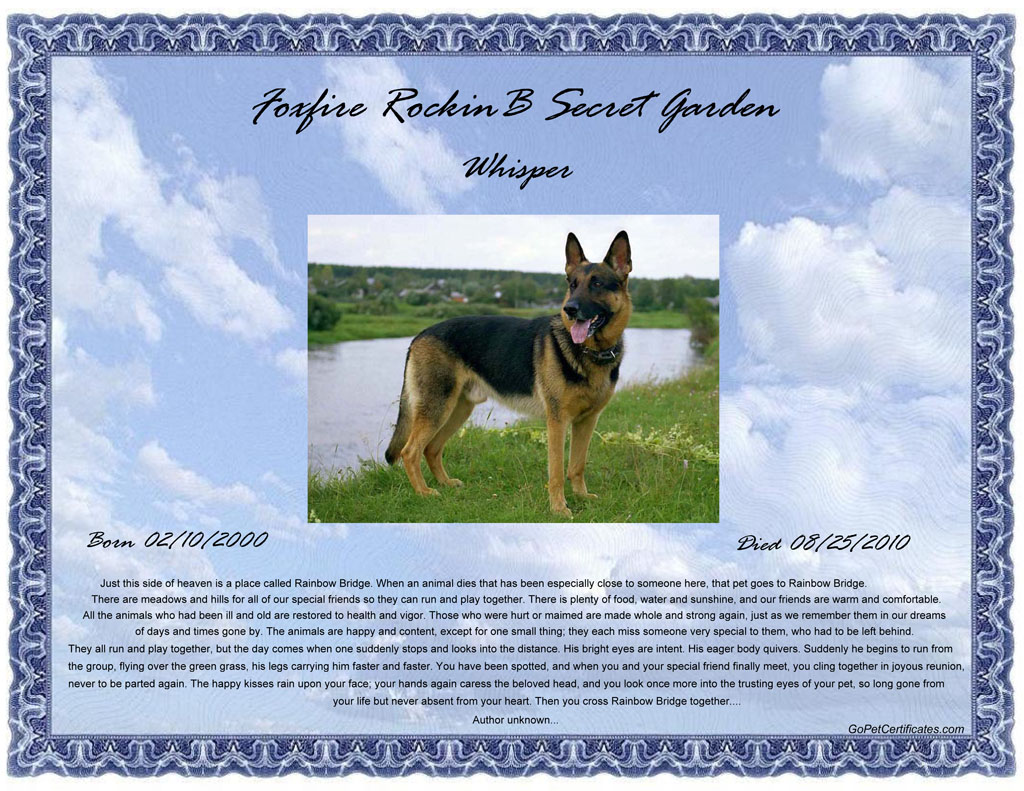 Foxfire Rockin B Secret Garden
Whisper
Born 02/10/2000
Died 08/25/2010
Just this side of heaven is a place called Rainbow Bridge. When an animal dies that has been especially close to someone here, that pet goes to Rainbow Bridge.
There are meadows and hills for all of our special friends so they can run and play together. There is plenty of food, water and sunshine, and our friends are warm and comfortable.
All the animals who had been ill and old are restored to health and vigor. Those who were hurt or maimed are made whole and strong again, just as we remember them in our dreams
of days and times gone by. The animals are happy and content, except for one small thing; they each miss someone very special to them, who had to be left behind.
They all run and play together, but the day comes when one suddenly stops and looks into the distance. His bright eyes are intent. His eager body quivers. Suddenly he begins to run from
the group, flying over the green grass, his legs carrying him faster and faster. You have been spotted, and when you and your special friend finally meet, you cling together in joyous reunion,
never to be parted again. The happy kisses rain upon your face; your hands again caress the beloved head, and you look once more into the trusting eyes of your pet, so long gone from
your life but never absent from your heart. Then you cross Rainbow Bridge together....
Author unknown...
GoPetCertificates.com